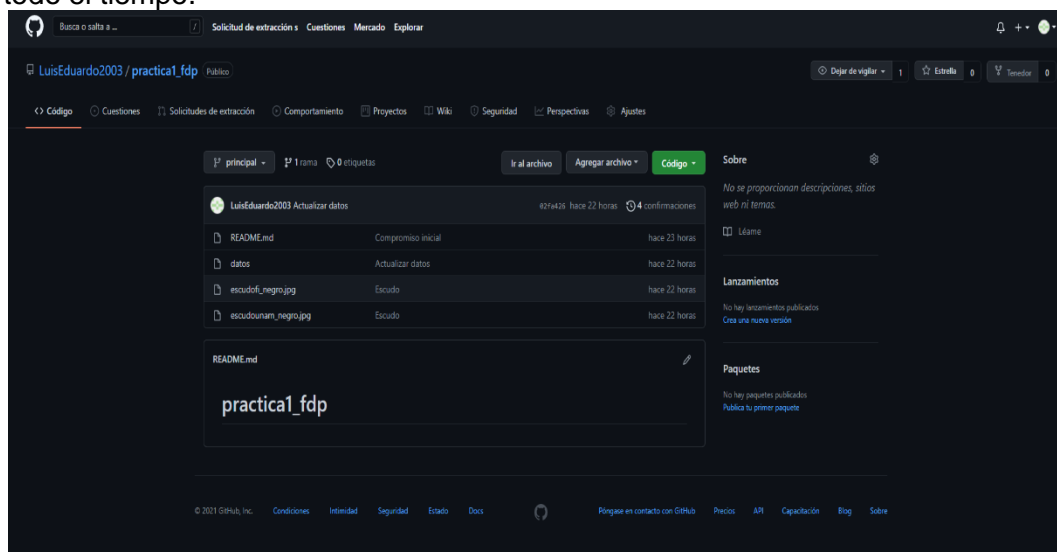 todo el tiempo.
Busca o salta a ... / Solicitud de extracción s Cuestiones Mercado Explorar
LuisEduardo2003 / practica1_fdp Público Dejar de vigilar 1 Estrella 0 Tenedor 0
<> Código Cuestiones Solicitudes de extracción Comportamiento Proyectos Wiki Seguridad Perspectivas Ajustes
principal 1 rama 0 etiquetas Ir al archivo Agregar archivo Código
Sobre
No se proporcionan descripciones, sitios
web ni temas.
Léame
LuisEduardo2003 Actualizar datos 02fa426 hace 22 horas 4 confirmaciones
README.md Compromiso inicial hace 23 horas
datos Actualizar datos hace 22 horas
escudofi_negro.jpg Escudo hace 22 horas
escudounam_negro.jpg Escudo hace 22 horas
Lanzamientos
No hay lanzamientos publicados
Crea una nueva versión
README.md
practica1_fdp
Paquetes
No hay paquetes publicados
Publica tu primer paquete
© 2021 GitHub, Inc. Condiciones Intimidad Seguridad Estado Docs Póngase en contacto con GitHub Precios API Capacitación Blog Sobre